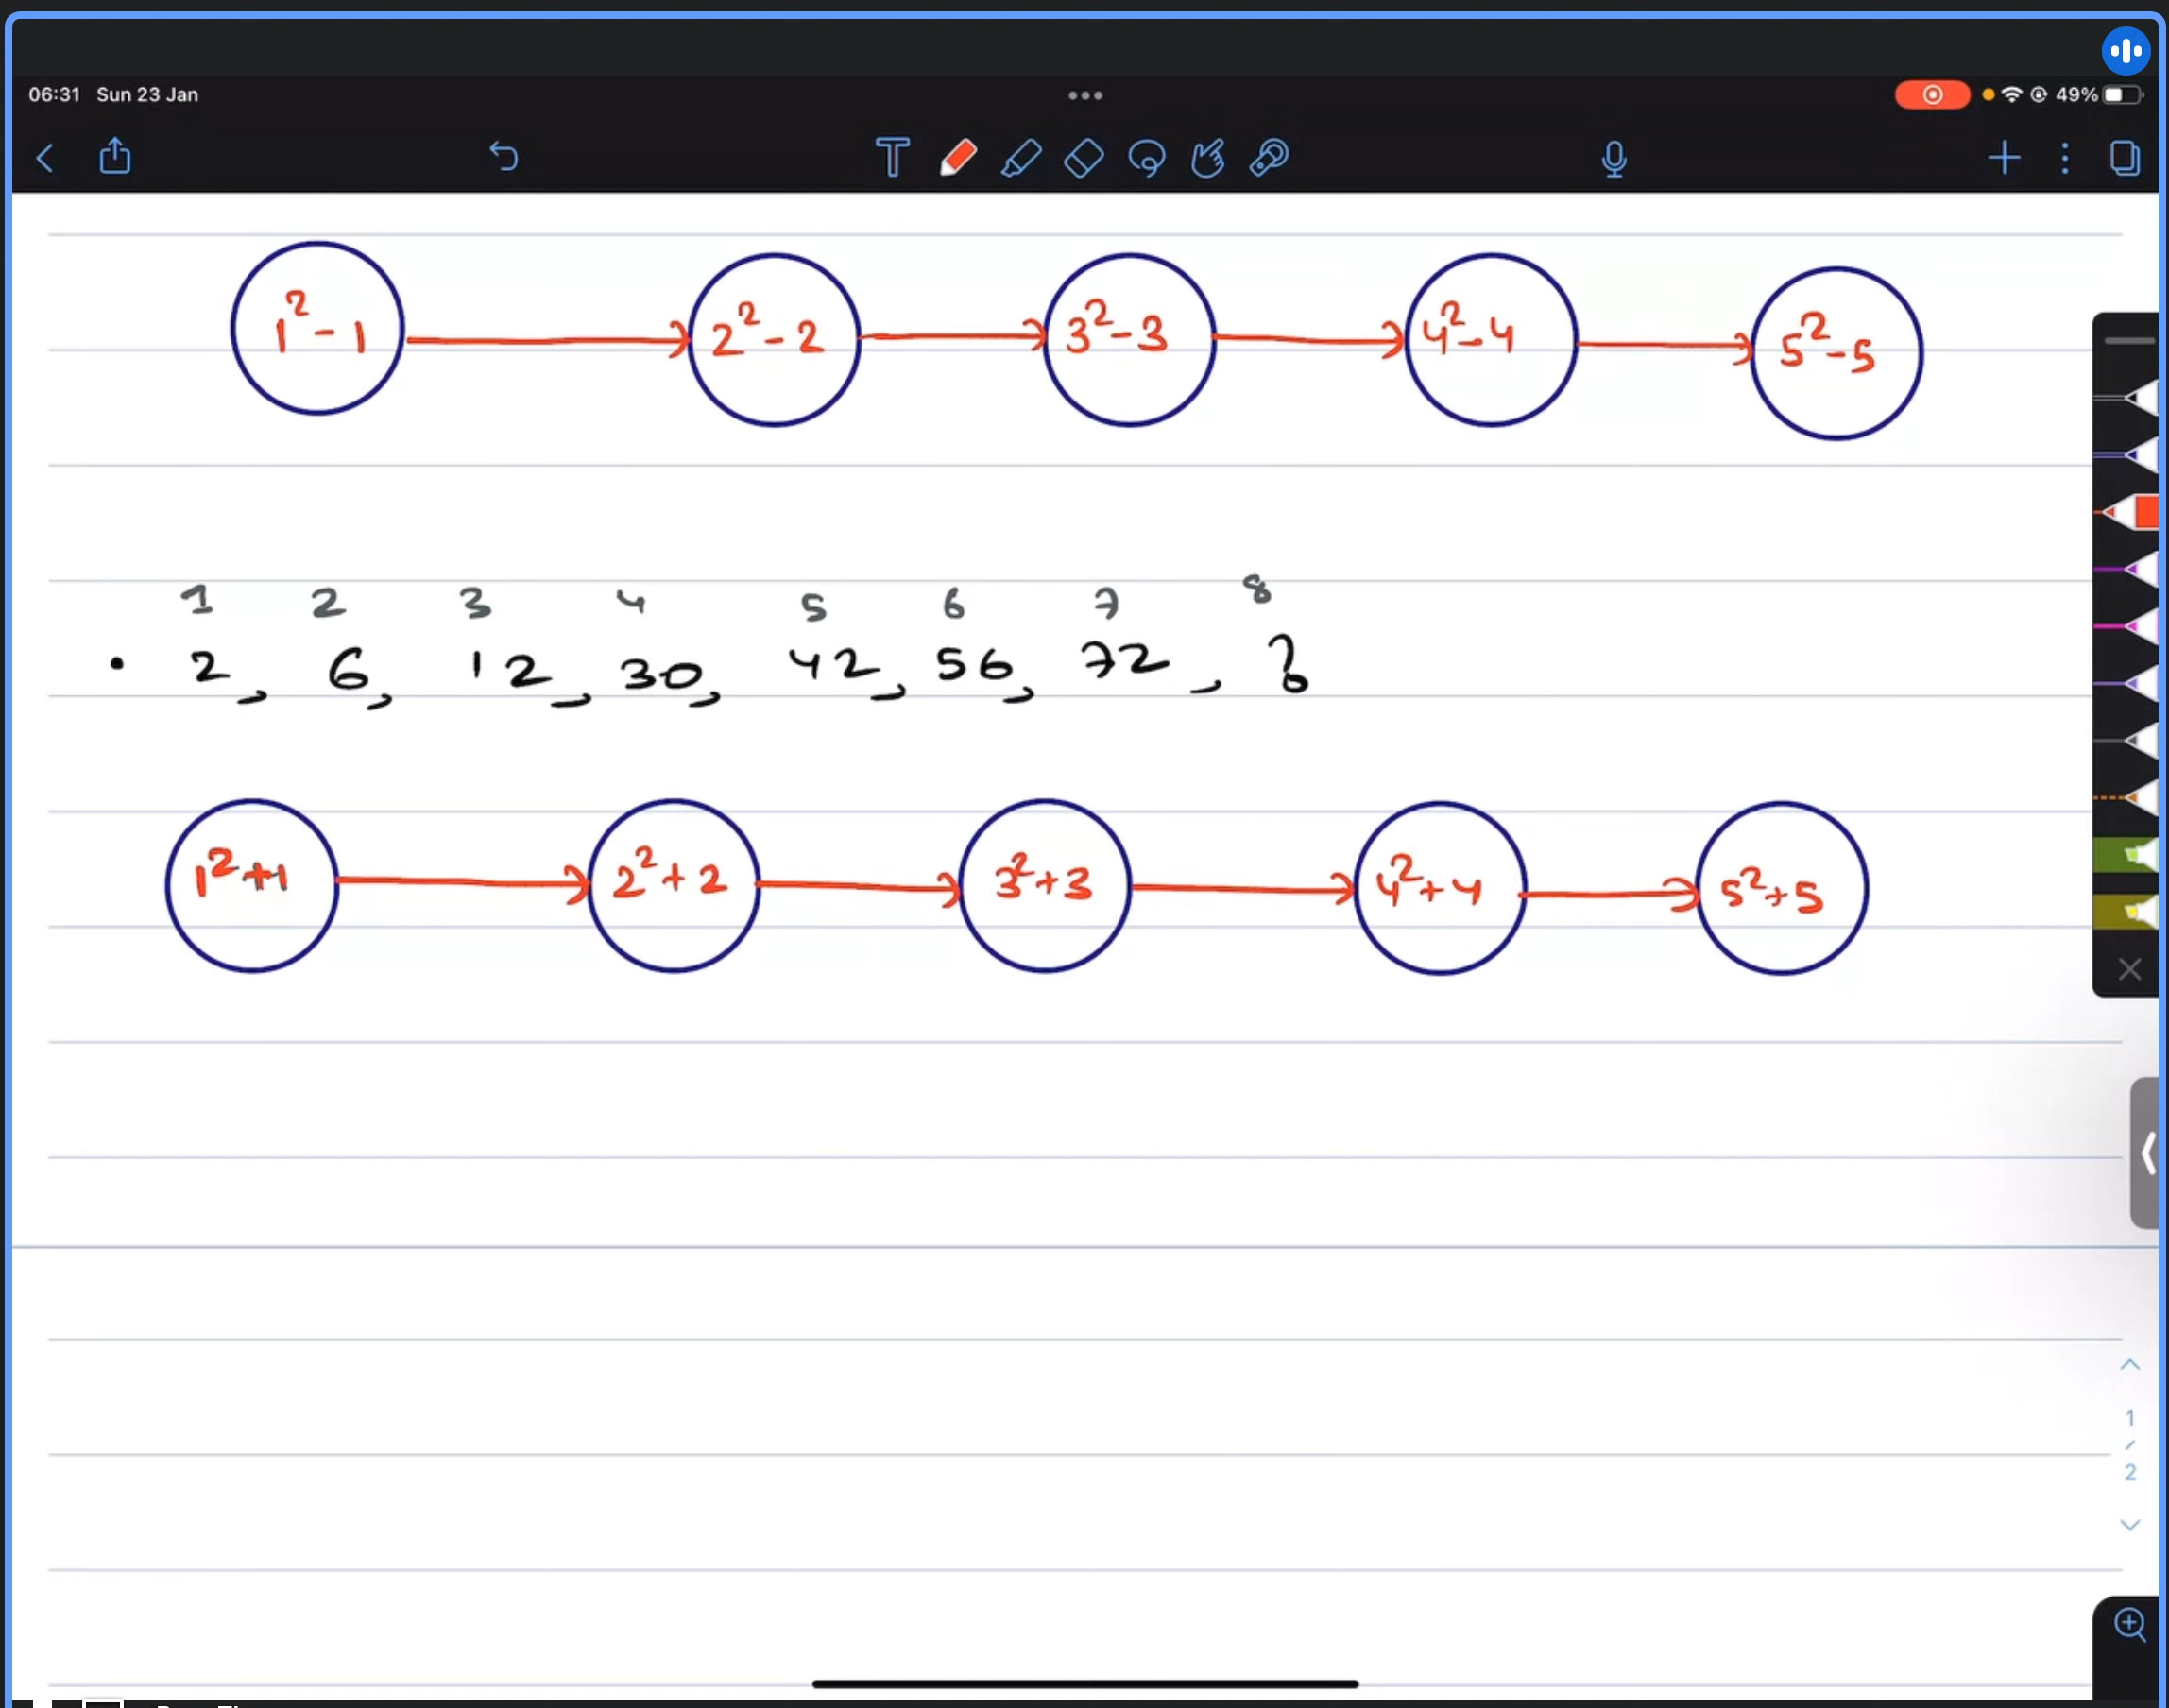 06:31 Sun 23 Jan 49%
T
1²-1 2²-2 3²-3 4²-4 5²-5
1 2 3 4 5 6 7 8
• 2, 6, 12, 30, 42, 56, 72, ?
1²+1 2²+2 3²+3 4²+4 5²+5
1
/
2